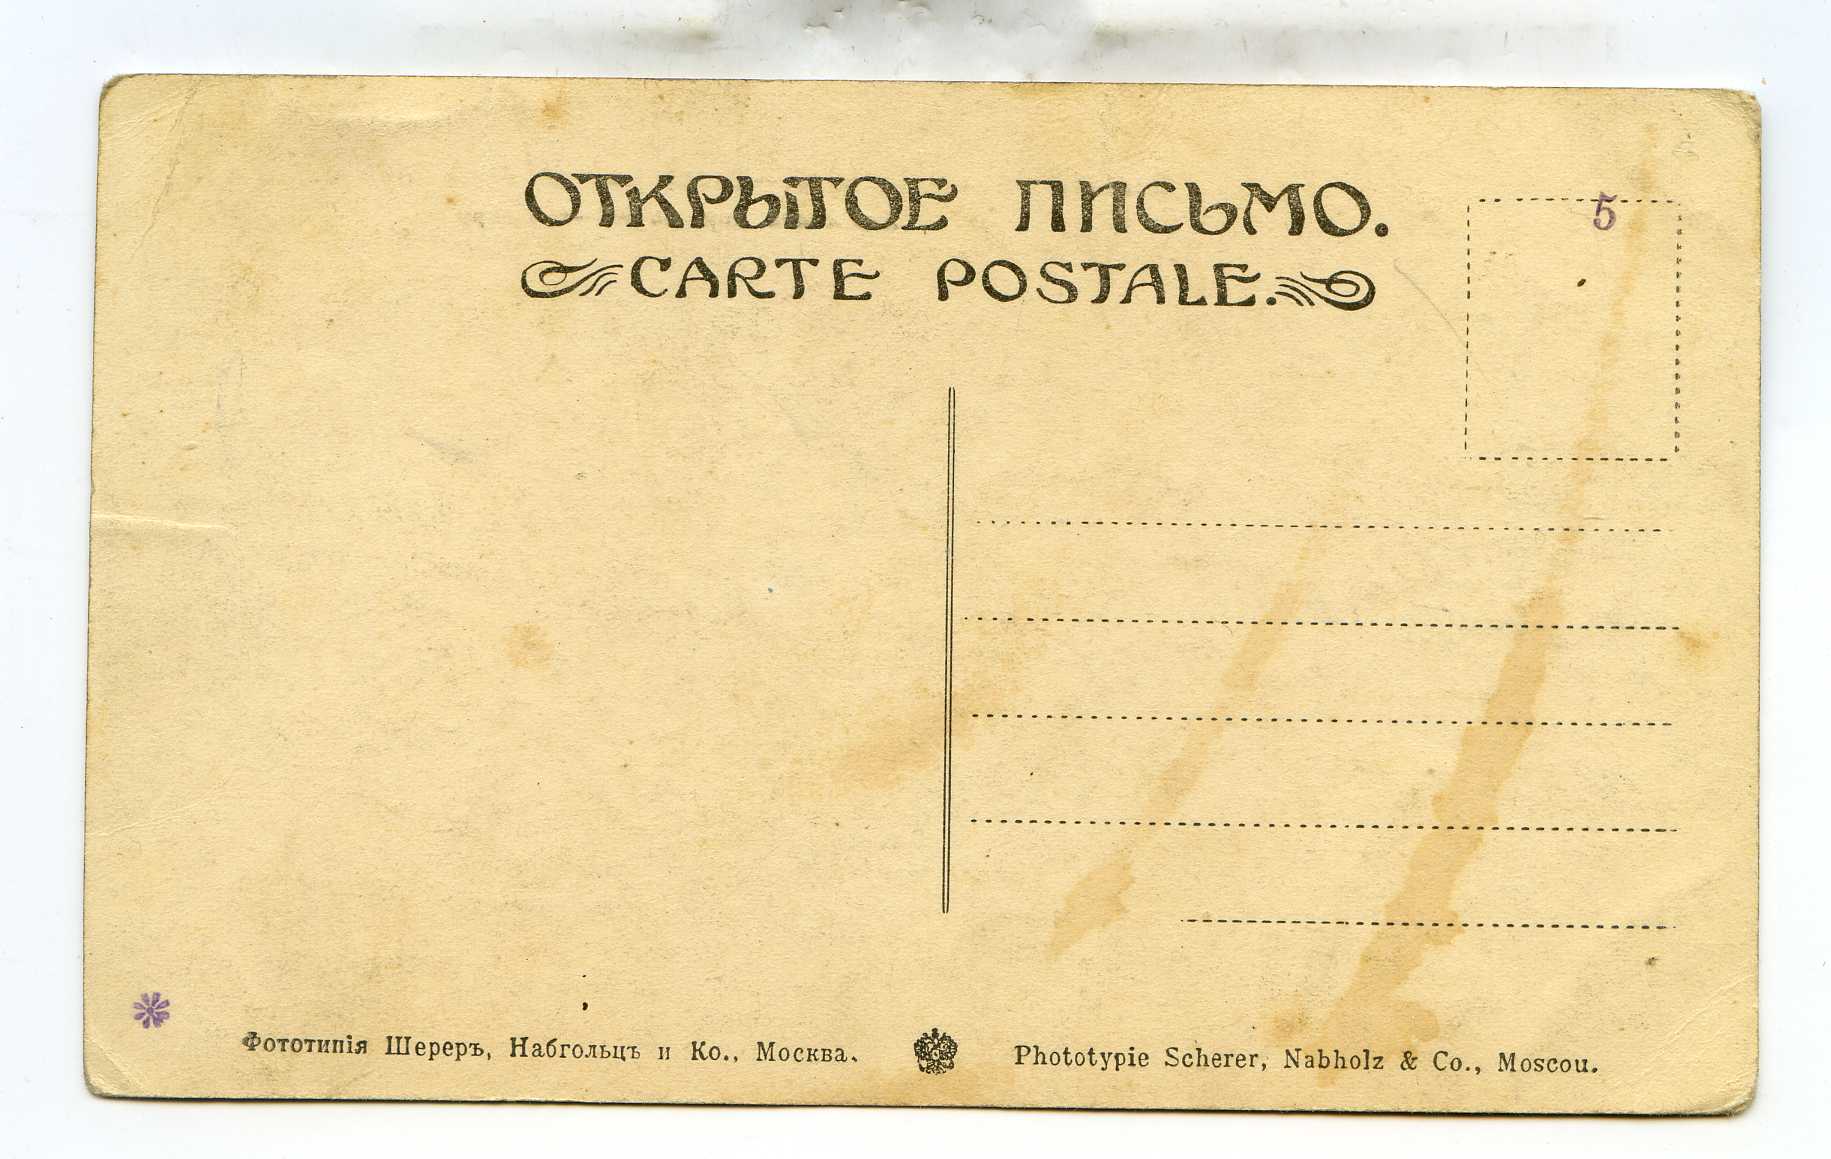 ОТКРЫТОЕ ПИСЬМО.
CARTE POSTALE.
5
Фототипія Шереръ, Набгольцъ и Ко., Москва.
Phototypie Scherer, Nabholz & Co., Moscou.